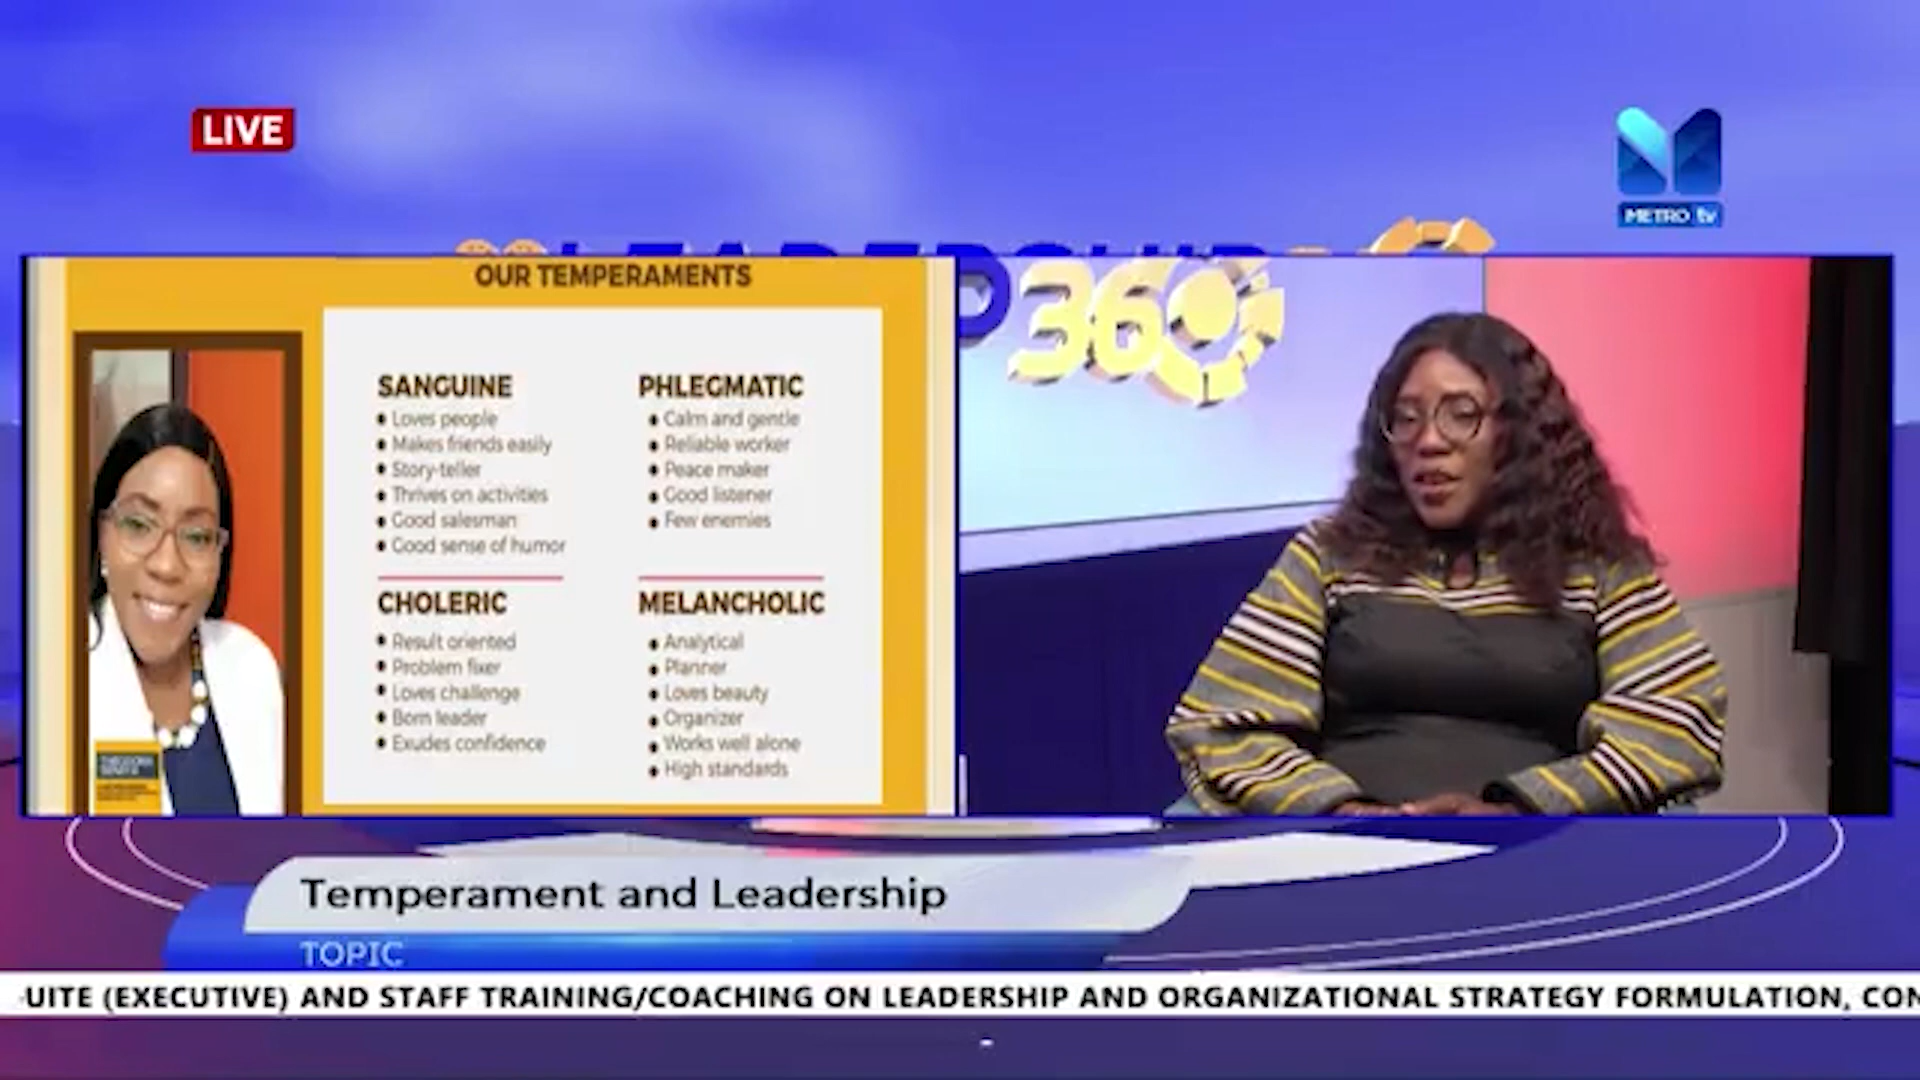 LIVE
METRO tv
LEADERSHIP
360
OUR TEMPERAMENTS
SANGUINE
• Loves people
• Makes friends easily
• Story-teller
• Thrives on activities
• Good salesman
• Good sense of humor
PHLEGMATIC
• Calm and gentle
• Reliable worker
• Peace maker
• Good listener
• Few enemies
CHOLERIC
• Result oriented
• Problem fixer
• Loves challenge
• Born leader
• Exudes confidence
MELANCHOLIC
• Analytical
• Planner
• Loves beauty
• Organizer
• Works well alone
• High standards
Temperament and Leadership
TOPIC
UITE (EXECUTIVE) AND STAFF TRAINING/COACHING ON LEADERSHIP AND ORGANIZATIONAL STRATEGY FORMULATION, CON